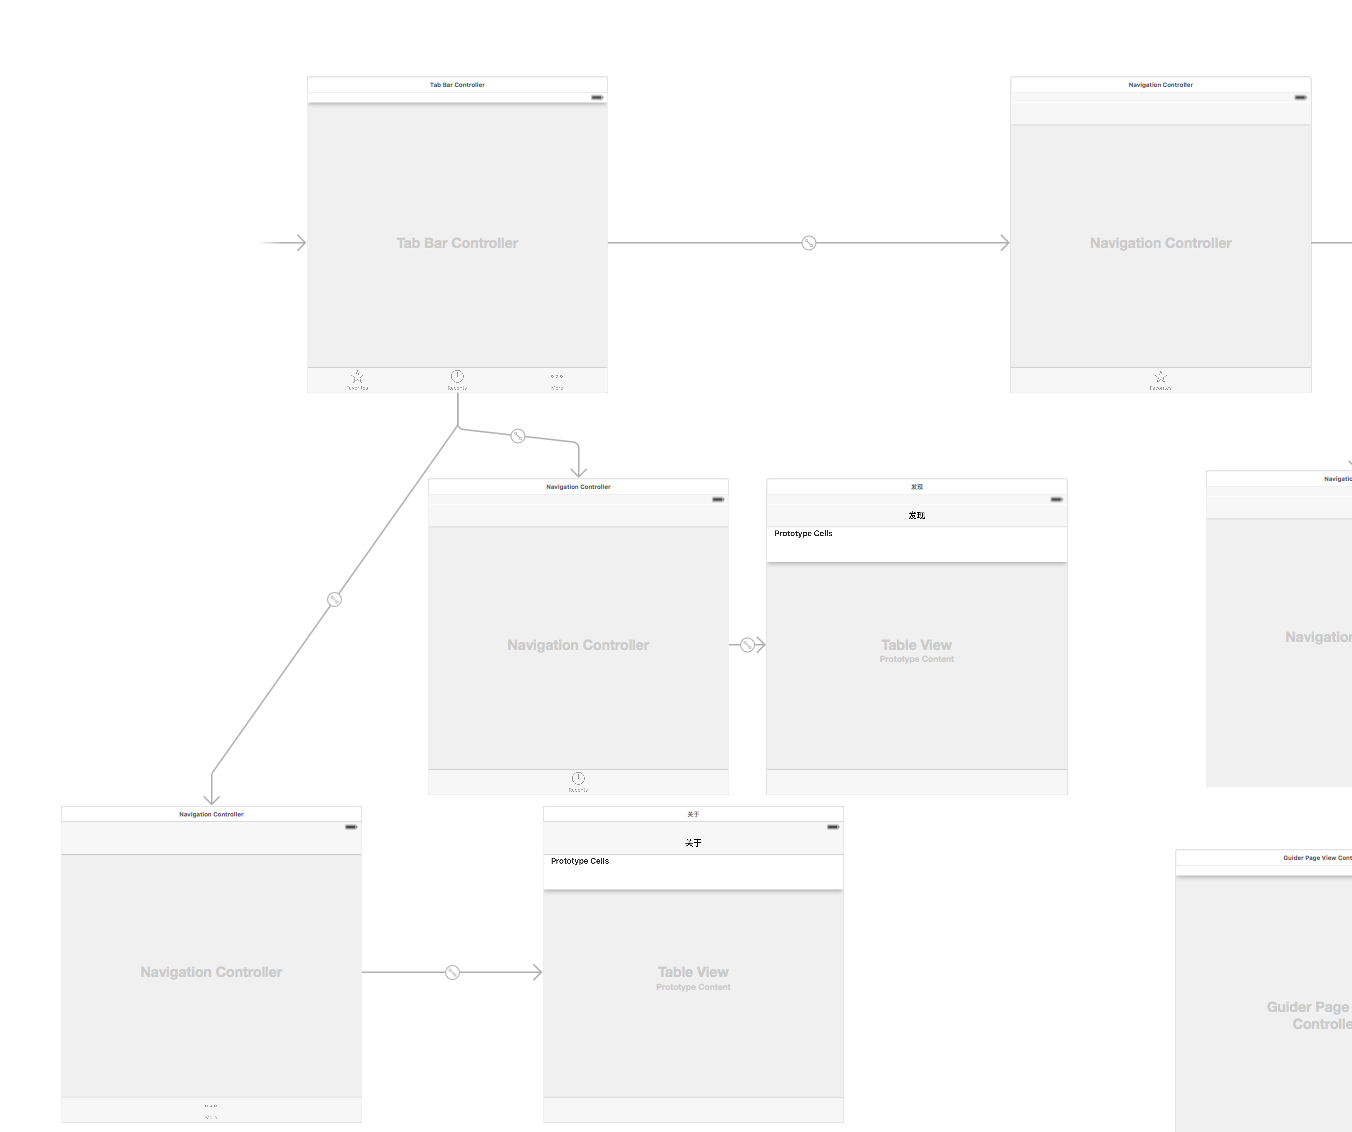 Tab Bar Controller
Navigation Controller
Tab Bar Controller
Navigation Controller
Favorites
Recents
More
Favorites
Navigation Controller
发现
Navigatio
发现
Prototype Cells
Navigation Controller
Table View
Prototype Content
Navigation
Recents
Navigation Controller
关于
关于
Prototype Cells
Guider Page View Cont
Navigation Controller
Table View
Prototype Content
Guider Page
Controlle